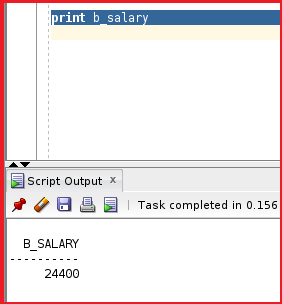 print b_salary
Script Output x
Task completed in 0.156
B_SALARY
----------
24400